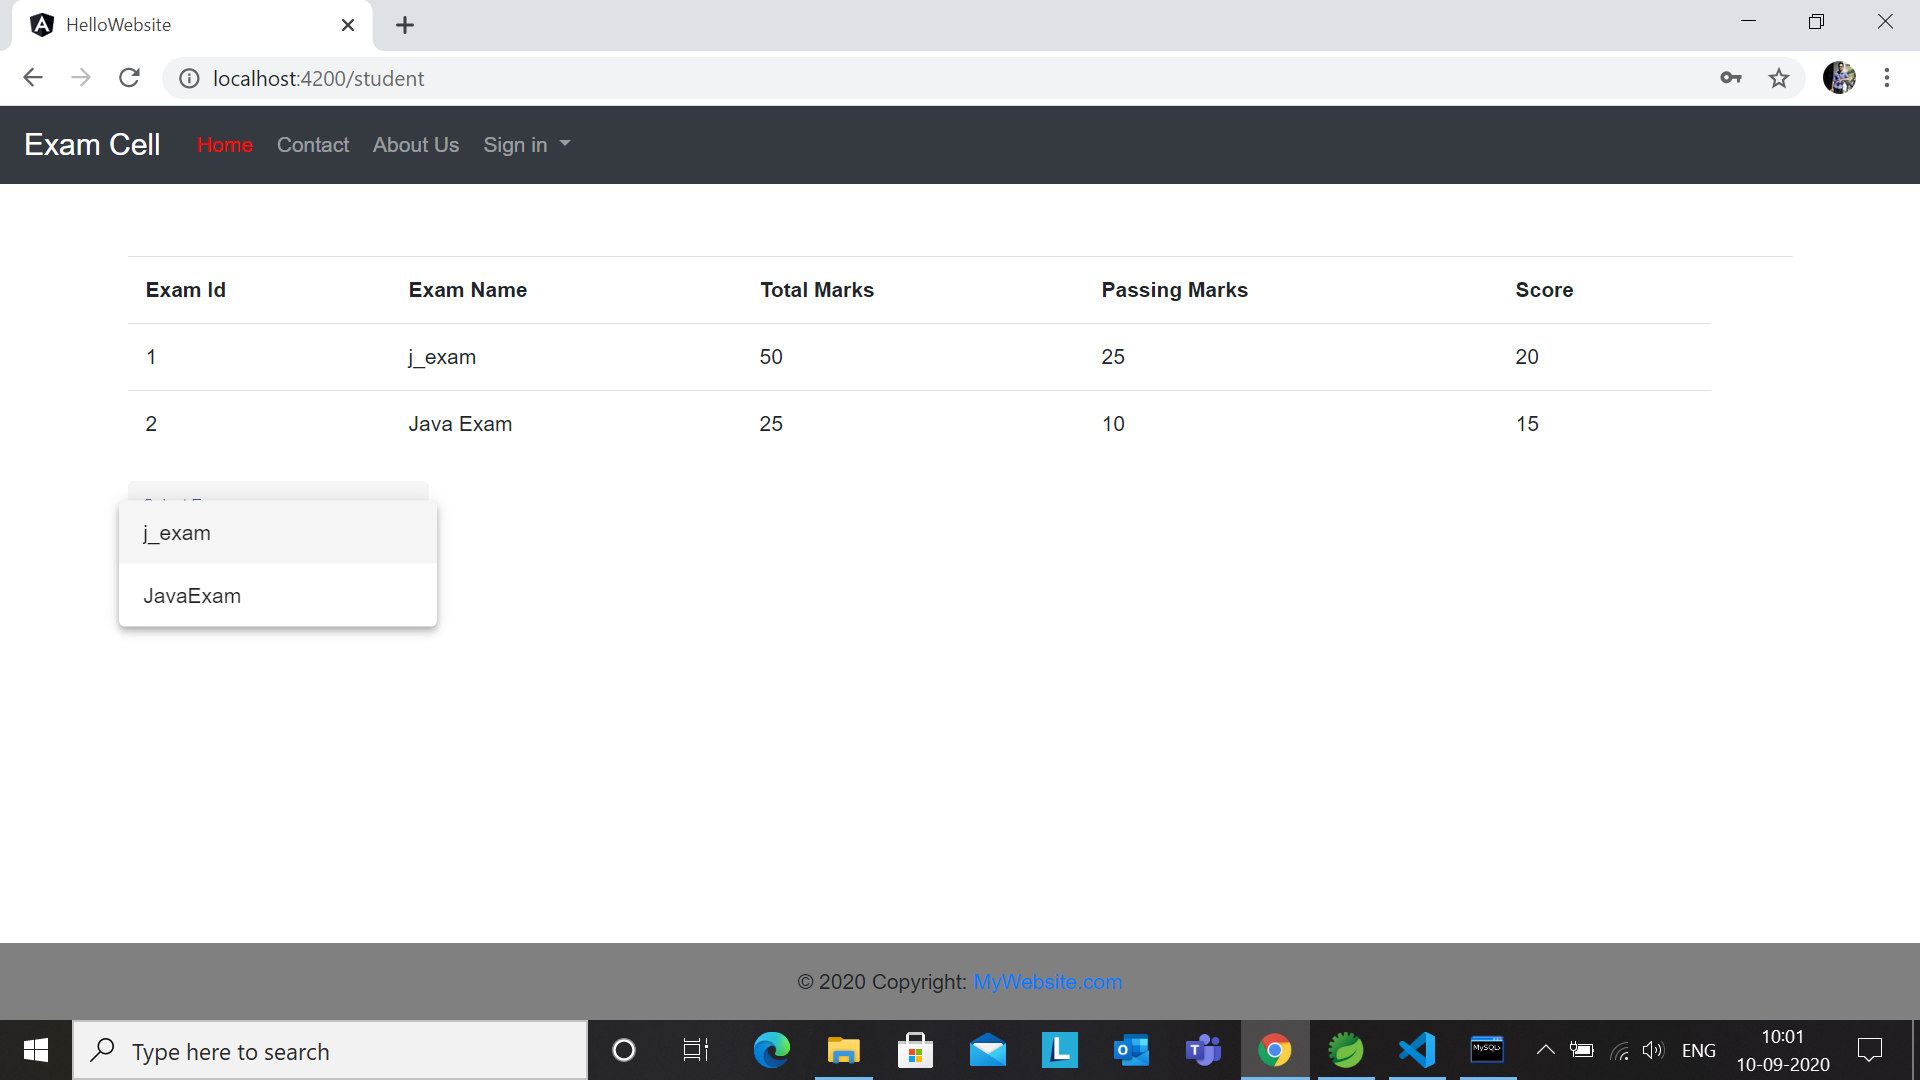 HelloWebsite
localhost:4200/student
Exam Cell Home Contact About Us Sign in
Exam Id Exam Name Total Marks Passing Marks Score
1 j_exam 50 25 20
2 Java Exam 25 10 15
j_exam
JavaExam
© 2020 Copyright: MyWebsite.com
Type here to search
L
MySQL
ENG
10:01
10-09-2020